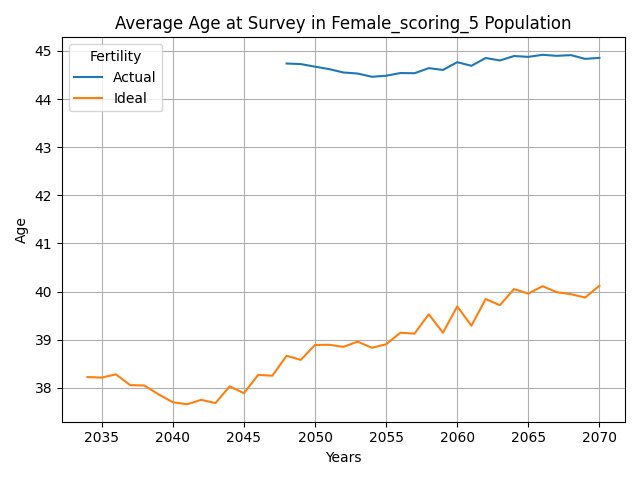 Average Age at Survey in Female_scoring_5 Population
Fertility
Actual
Ideal
45
44
43
42
41
40
39
38
Age
2035 2040 2045 2050 2055 2060 2065 2070
Years